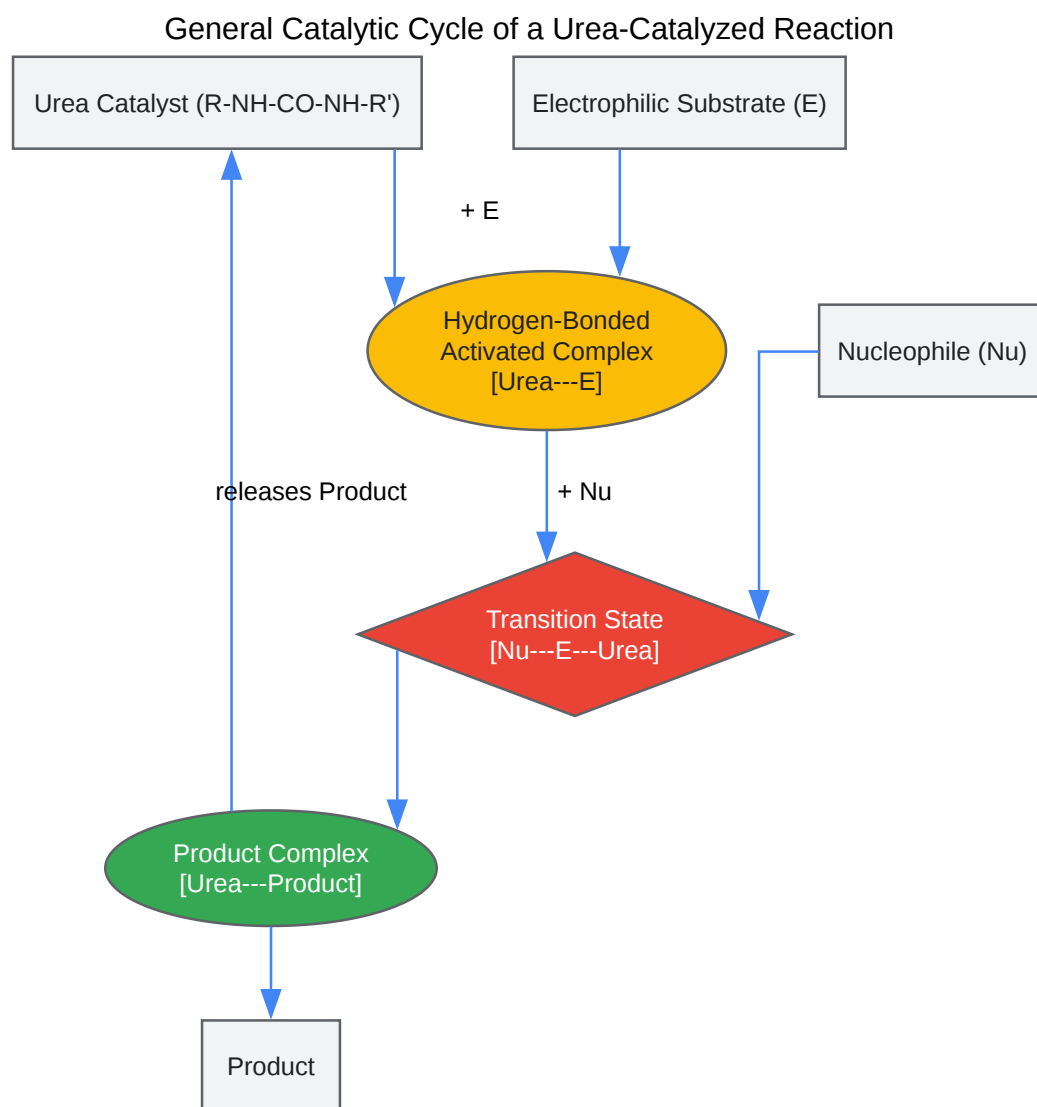 General Catalytic Cycle of a Urea-Catalyzed Reaction
Urea Catalyst (R-NH-CO-NH-R')
Electrophilic Substrate (E)
+ E
Hydrogen-Bonded
Activated Complex
[Urea---E]
Nucleophile (Nu)
releases Product
+ Nu
Transition State
[Nu---E---Urea]
Product Complex
[Urea---Product]
Product